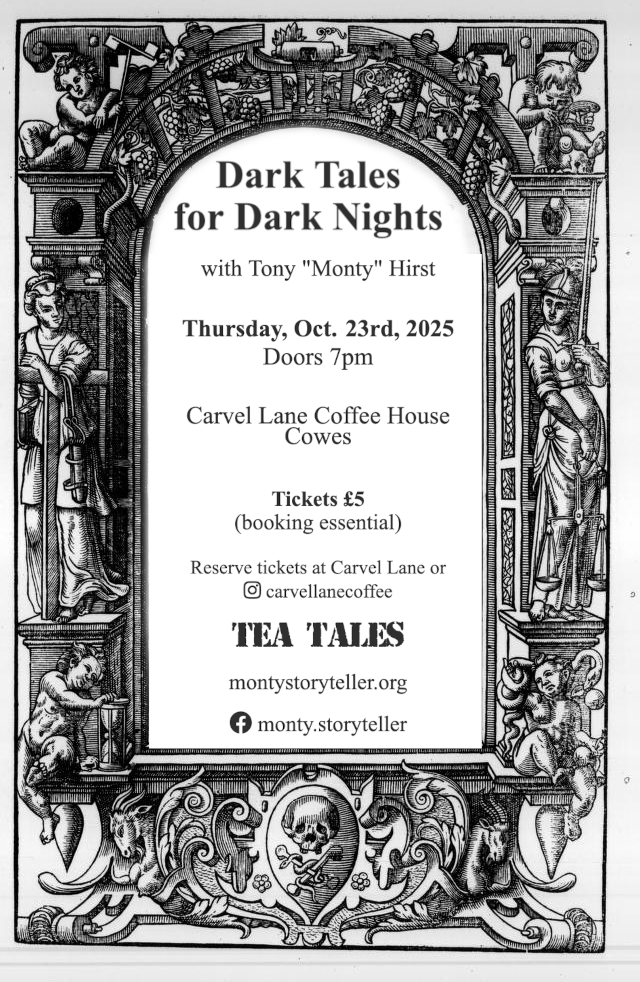 Dark Tales
for Dark Nights
with Tony "Monty" Hirst
Thursday, Oct. 23rd, 2025
Doors 7pm
Carvel Lane Coffee House
Cowes
Tickets £5
(booking essential)
Reserve tickets at Carvel Lane or
carvellanecoffee
TEA TALES
montystoryteller.org
monty.storyteller